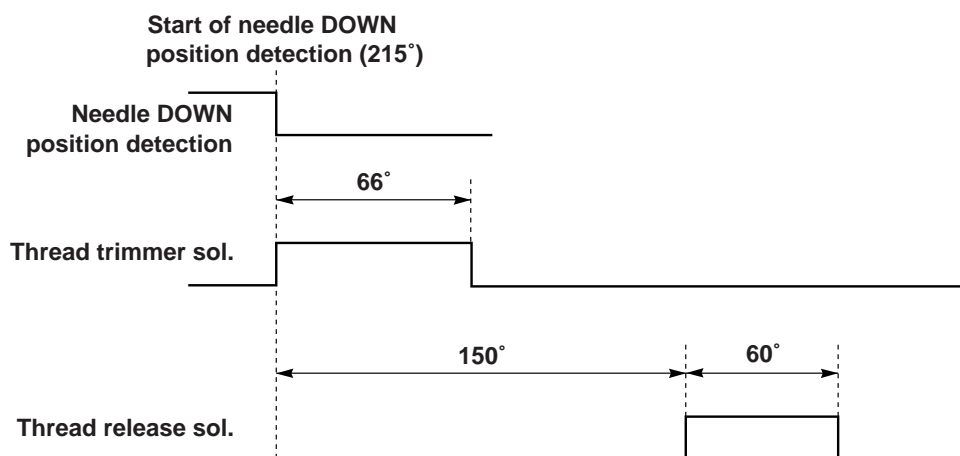 Start of needle DOWN
position detection (215˚)
Needle DOWN
position detection
66˚
Thread trimmer sol.
150˚
60˚
Thread release sol.